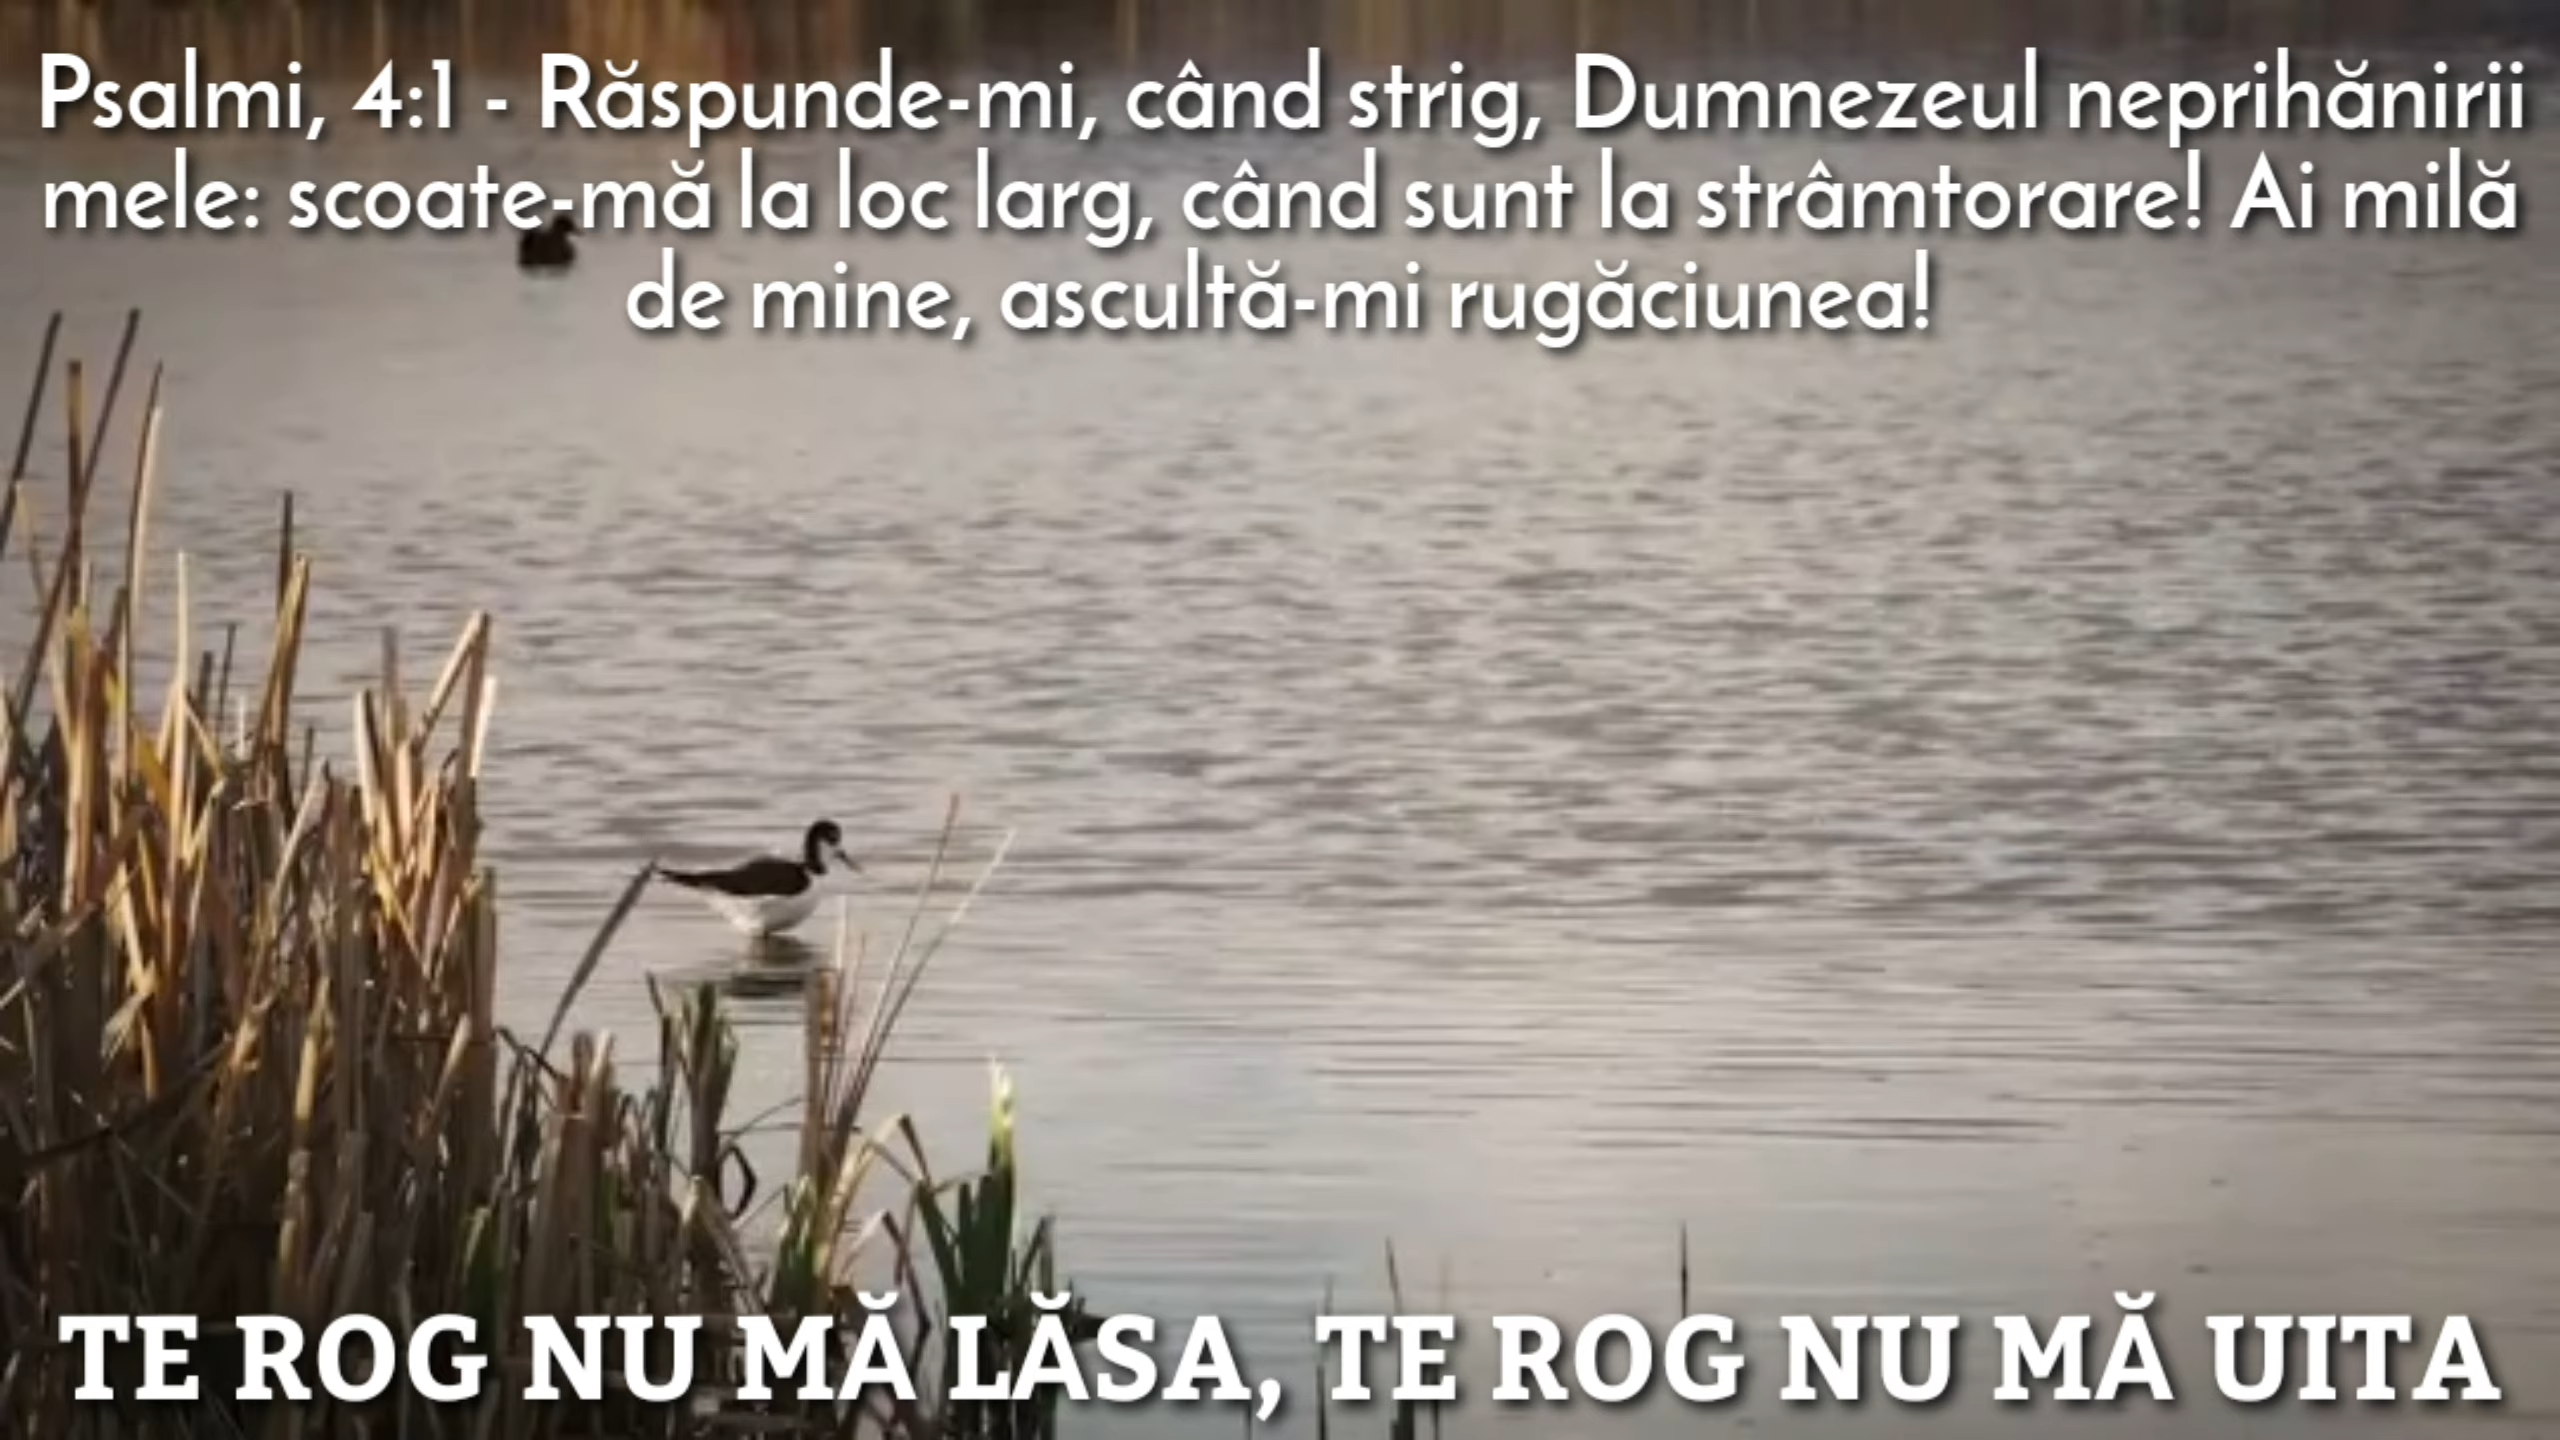 Psalmi, 4:1 - Răspunde-mi, când strig, Dumnezeul neprihănirii
mele: scoate-mă la loc larg, când sunt la strâmtorare! Ai milă
de mine, ascultă-mi rugăciunea!
TE ROG NU MĂ LĂSA, TE ROG NU MĂ UITA